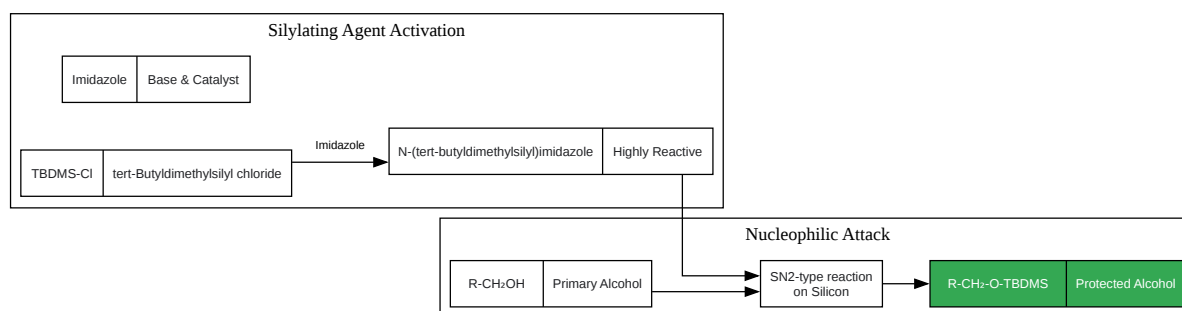 Silylating Agent Activation
Imidazole
Base & Catalyst
Imidazole
TBDMS-Cl
tert-Butyldimethylsilyl chloride
N-(tert-butyldimethylsilyl)imidazole
Highly Reactive
Nucleophilic Attack
R-CH₂OH
Primary Alcohol
SN2-type reaction
on Silicon
R-CH₂-O-TBDMS
Protected Alcohol